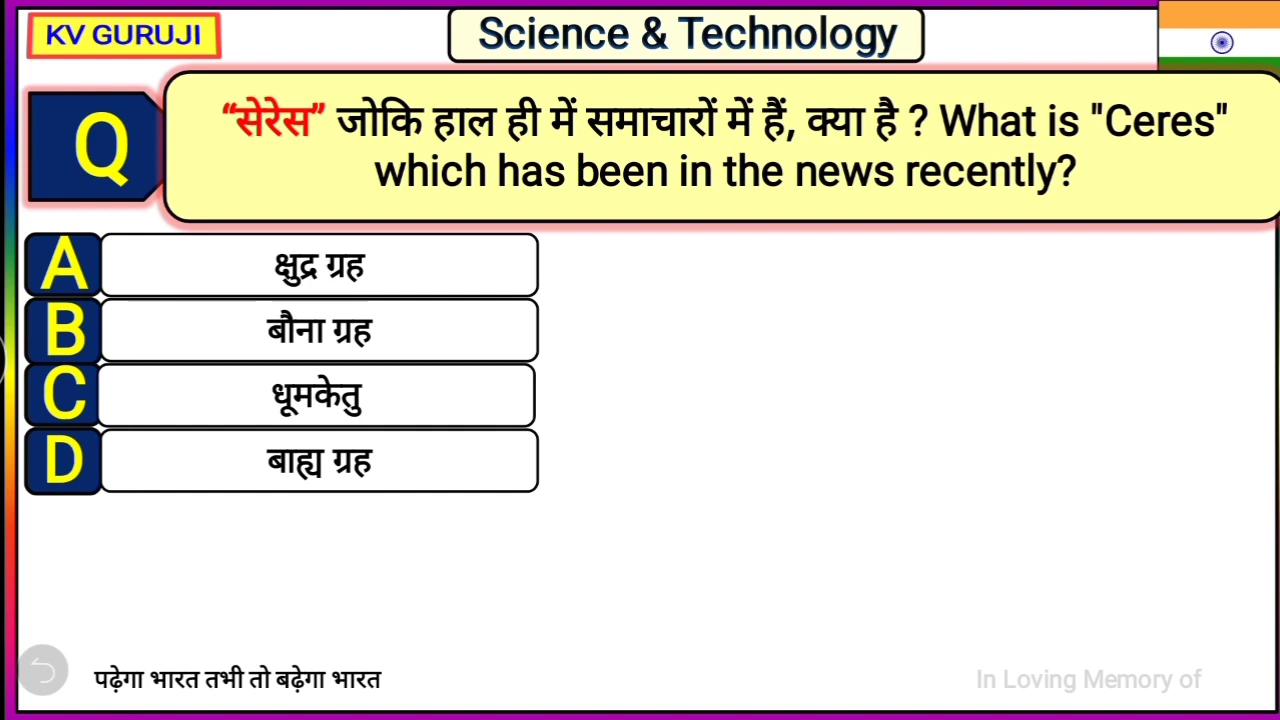 KV GURUJI
Science & Technology
Q
“सेरेस” जोकि हाल ही में समाचारों में हैं, क्या है ? What is "Ceres"
which has been in the news recently?
A क्षुद्र ग्रह
B बौना ग्रह
C धूमकेतु
D बाह्य ग्रह
पढ़ेगा भारत तभी तो बढ़ेगा भारत
In Loving Memory of